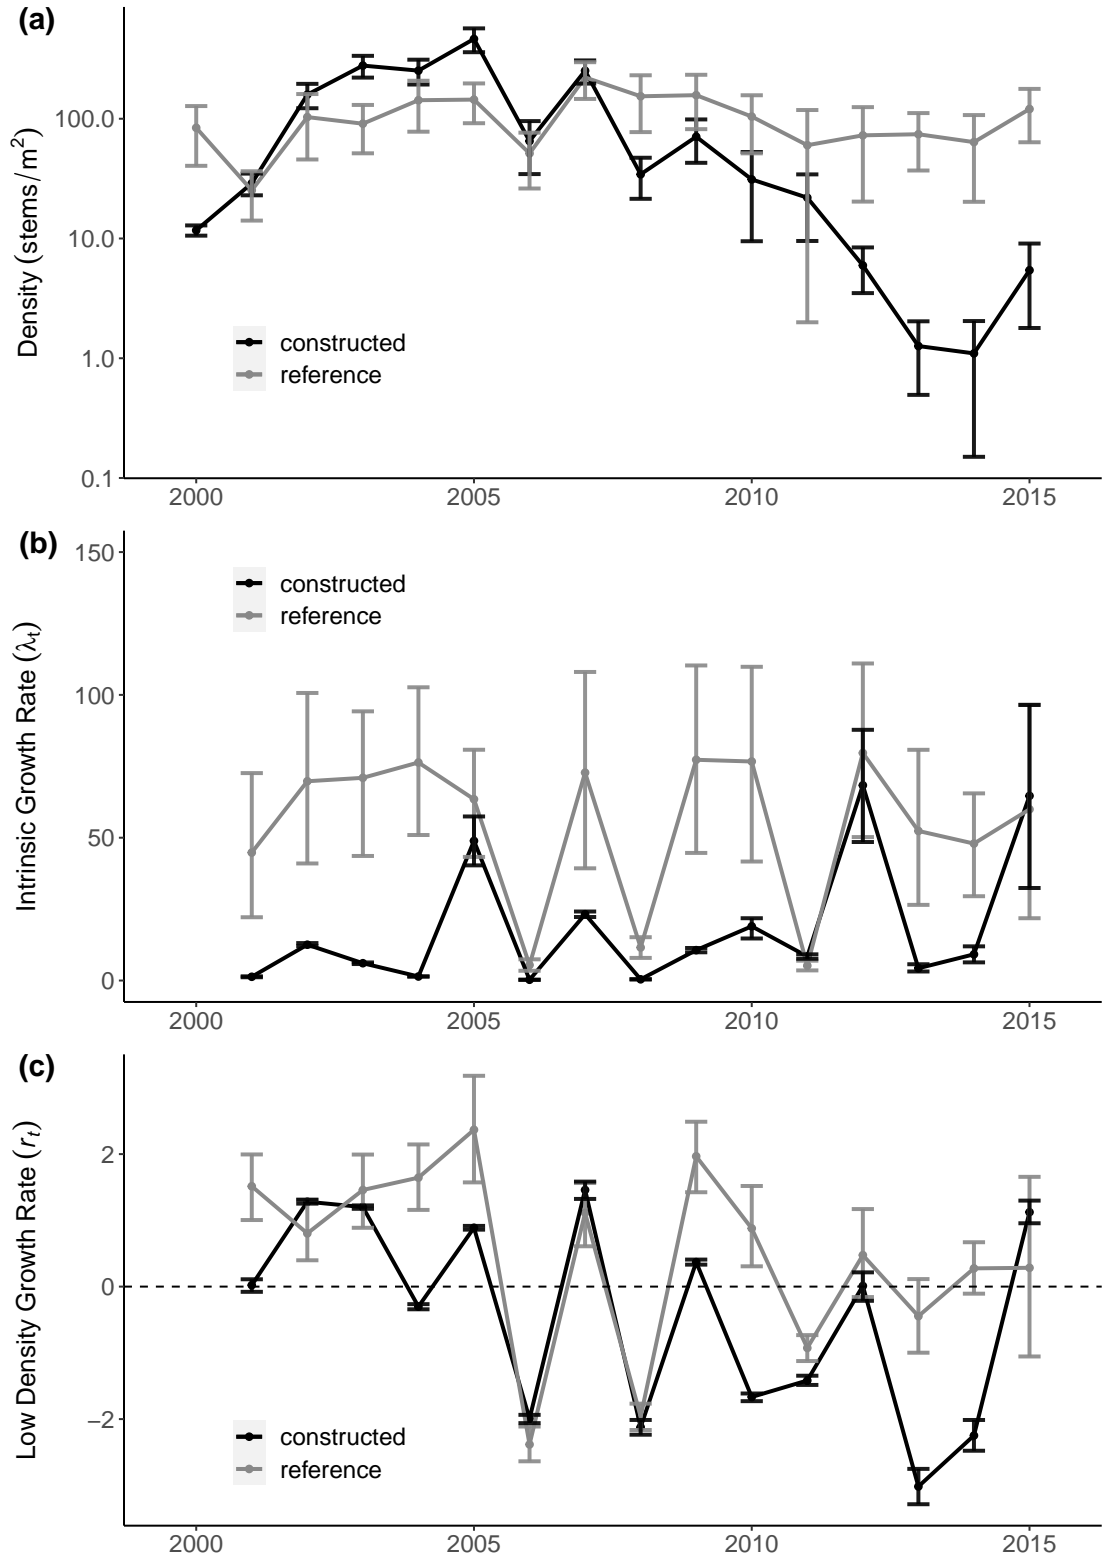 (a)
Density (stems/m²)
100.0
10.0
1.0
0.1
constructed
reference
2000 2005 2010 2015
(b)
Intrinsic Growth Rate (λₜ)
150
100
50
0
constructed
reference
2000 2005 2010 2015
(c)
Low Density Growth Rate (rₜ)
2
0
−2
constructed
reference
2000 2005 2010 2015